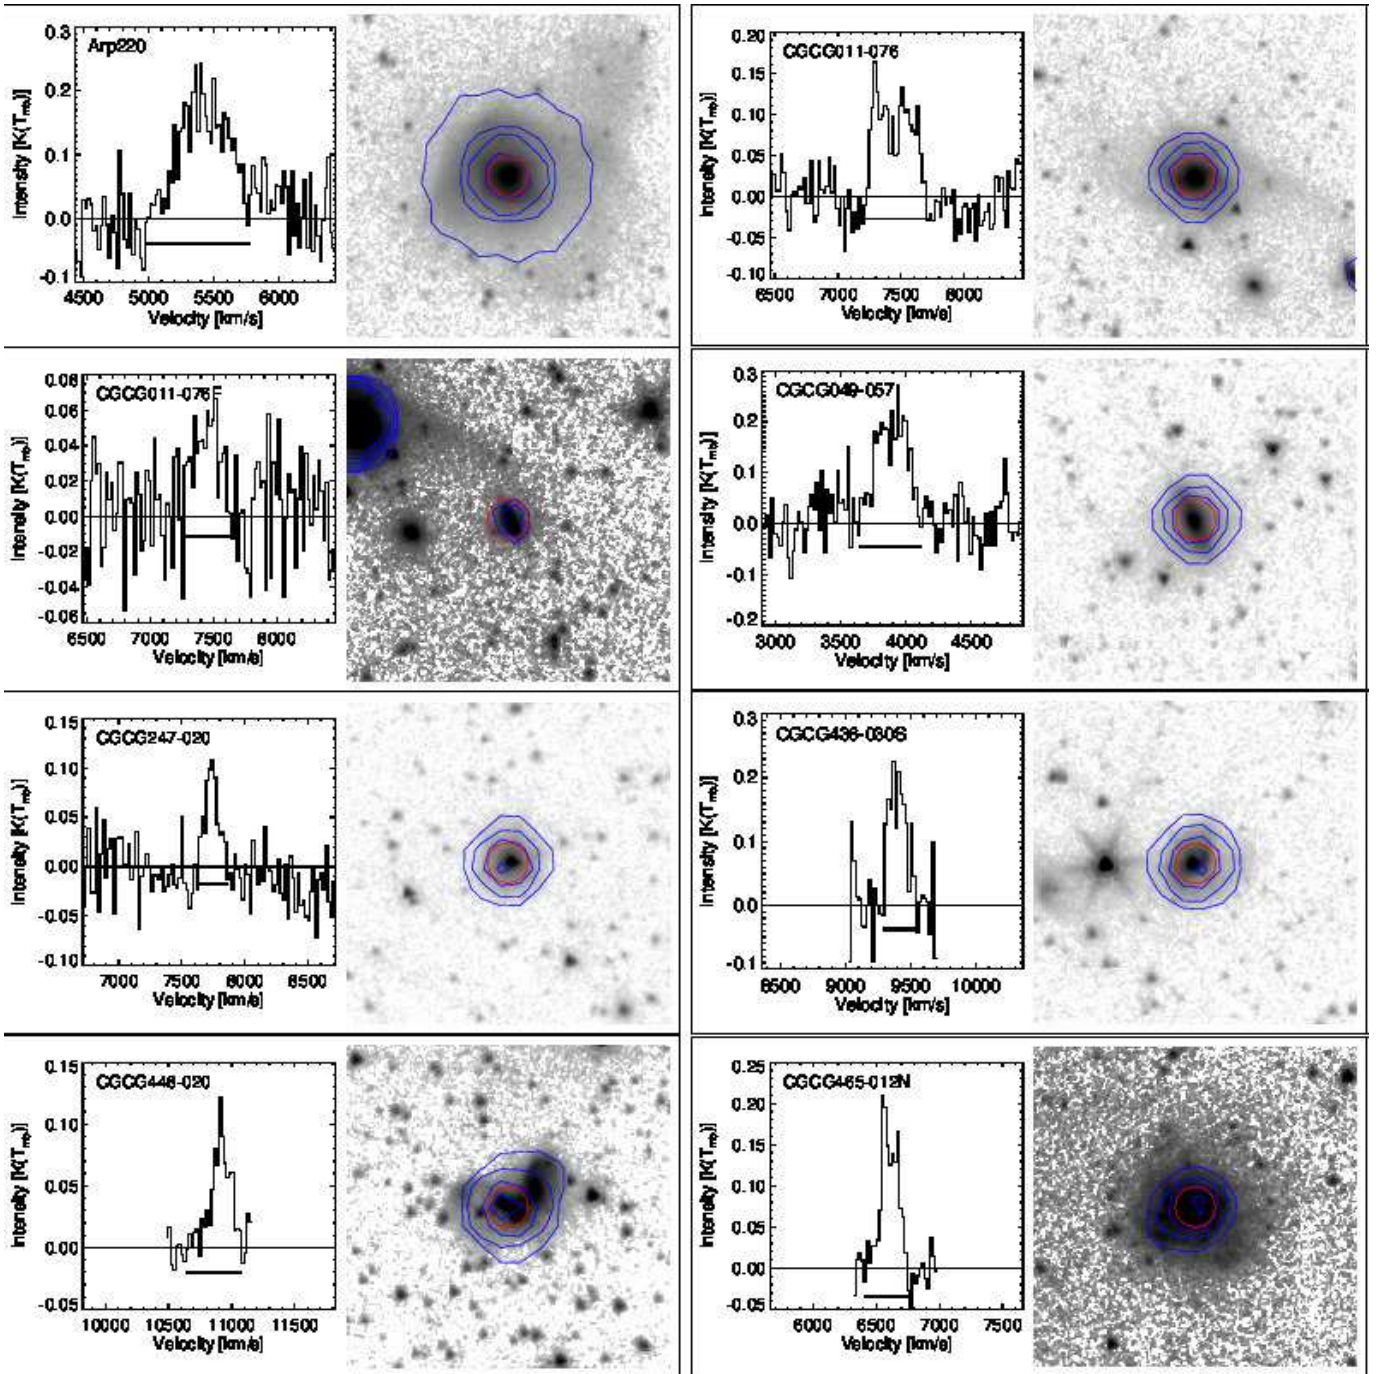 Arp220
Intensity [K(T_mb)]
0.3
0.2
0.1
0.0
-0.1
4500 5000 5500 6000
Velocity [km/s]
CGCG011-076
Intensity [K(T_mb)]
0.20
0.15
0.10
0.05
0.00
-0.05
-0.10
6500 7000 7500 8000
Velocity [km/s]
CGCG011-076E
Intensity [K(T_mb)]
0.08
0.06
0.04
0.02
0.00
-0.02
-0.04
-0.06
6500 7000 7500 8000
Velocity [km/s]
CGCG049-057
Intensity [K(T_mb)]
0.3
0.2
0.1
0.0
-0.1
-0.2
3000 3500 4000 4500
Velocity [km/s]
CGCG247-020
Intensity [K(T_mb)]
0.15
0.10
0.05
0.00
-0.05
-0.10
7000 7500 8000 8500
Velocity [km/s]
CGCG436-030S
Intensity [K(T_mb)]
0.3
0.2
0.1
0.0
-0.1
8500 9000 9500 10000
Velocity [km/s]
CGCG448-020
Intensity [K(T_mb)]
0.15
0.10
0.05
0.00
-0.05
10000 10500 11000 11500
Velocity [km/s]
CGCG465-012N
Intensity [K(T_mb)]
0.25
0.20
0.15
0.10
0.05
0.00
-0.05
6000 6500 7000 7500
Velocity [km/s]